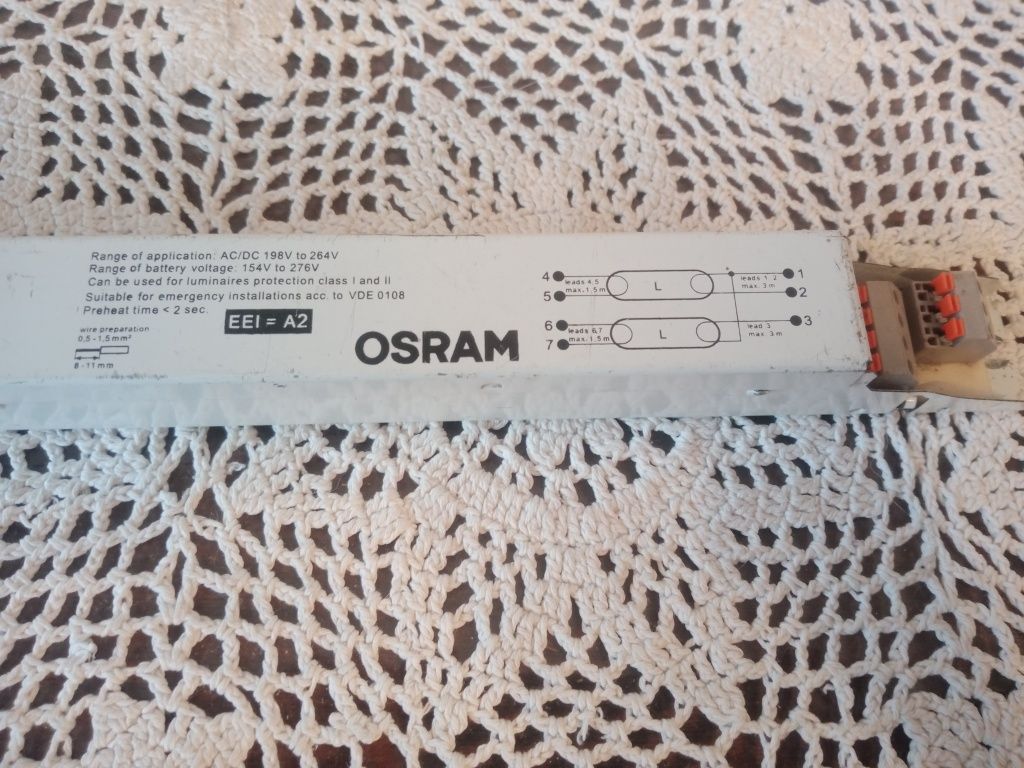 Range of application: AC/DC 198V to 264V
Range of battery voltage: 154V to 276V
Can be used for luminaires protection class I and II
Suitable for emergency installations acc. to VDE 0108
Preheat time < 2 sec.
EEI = A2
wire preparation
0,5 - 1,5mm²
8 - 11mm
OSRAM
4
leads 4,5
max. 1,5 m
5
L
leads 1, 2
max. 3 m
1
2
6
leads 6,7
max. 1,5 m
7
L
lead 3
max. 3 m
3